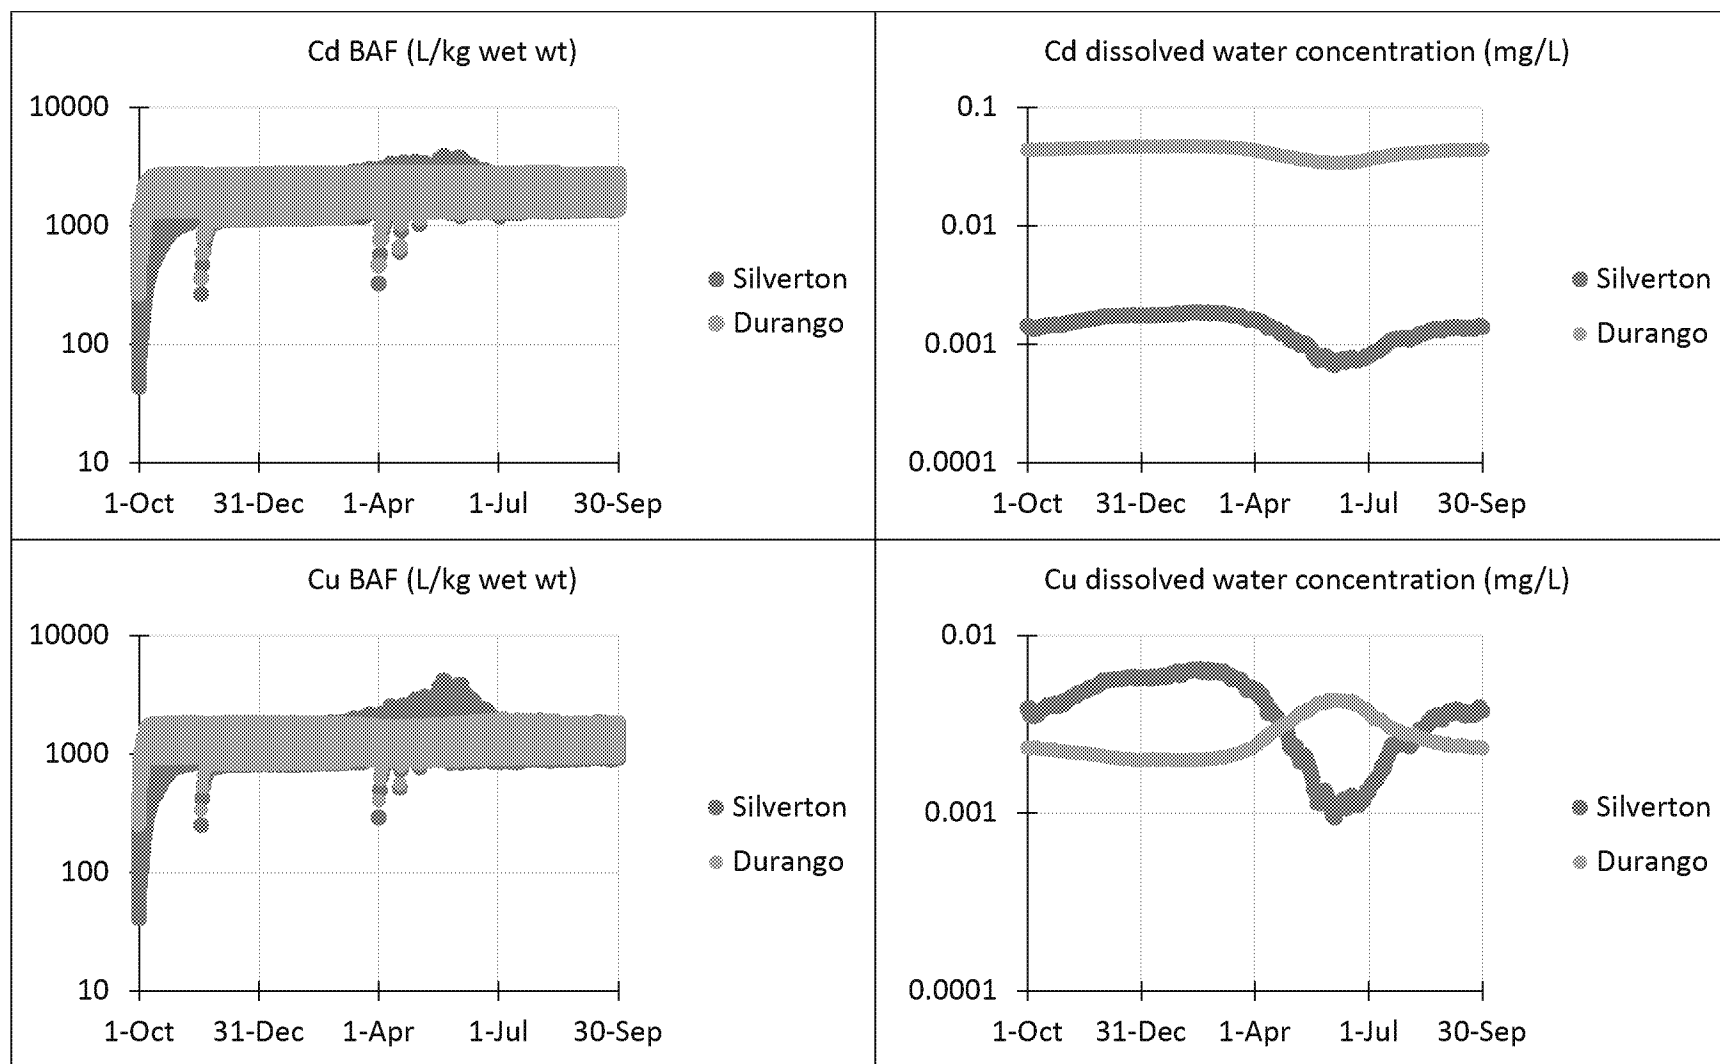 Cd BAF (L/kg wet wt)
10000
1000
100
10
1-Oct 31-Dec 1-Apr 1-Jul 30-Sep
Silverton
Durango
Cd dissolved water concentration (mg/L)
0.1
0.01
0.001
0.0001
1-Oct 31-Dec 1-Apr 1-Jul 30-Sep
Silverton
Durango
Cu BAF (L/kg wet wt)
10000
1000
100
10
1-Oct 31-Dec 1-Apr 1-Jul 30-Sep
Silverton
Durango
Cu dissolved water concentration (mg/L)
0.01
0.001
0.0001
1-Oct 31-Dec 1-Apr 1-Jul 30-Sep
Silverton
Durango